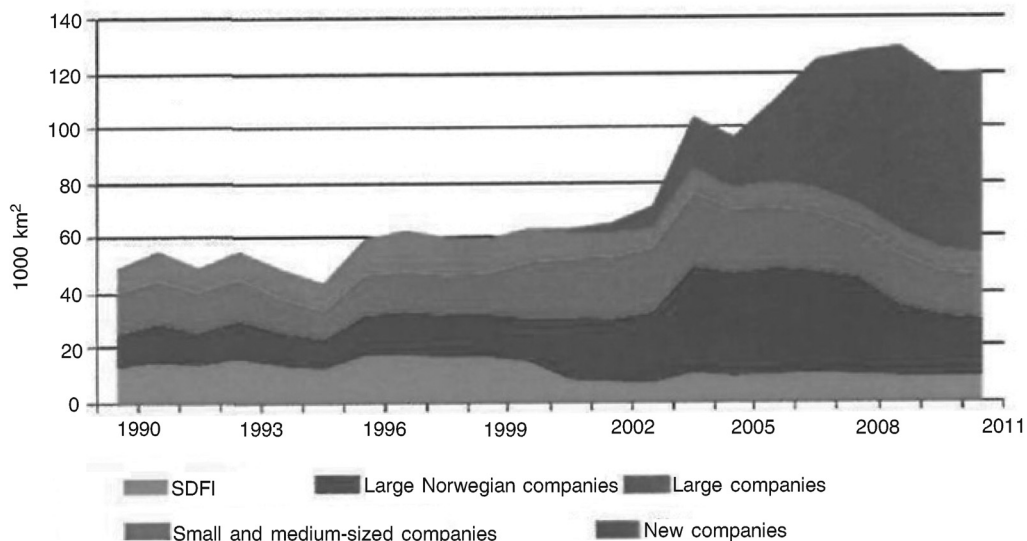 140
120
100
80
60
40
20
0
1000 km²
1990 1993 1996 1999 2002 2005 2008 2011
SDFI Large Norwegian companies Large companies
Small and medium-sized companies New companies